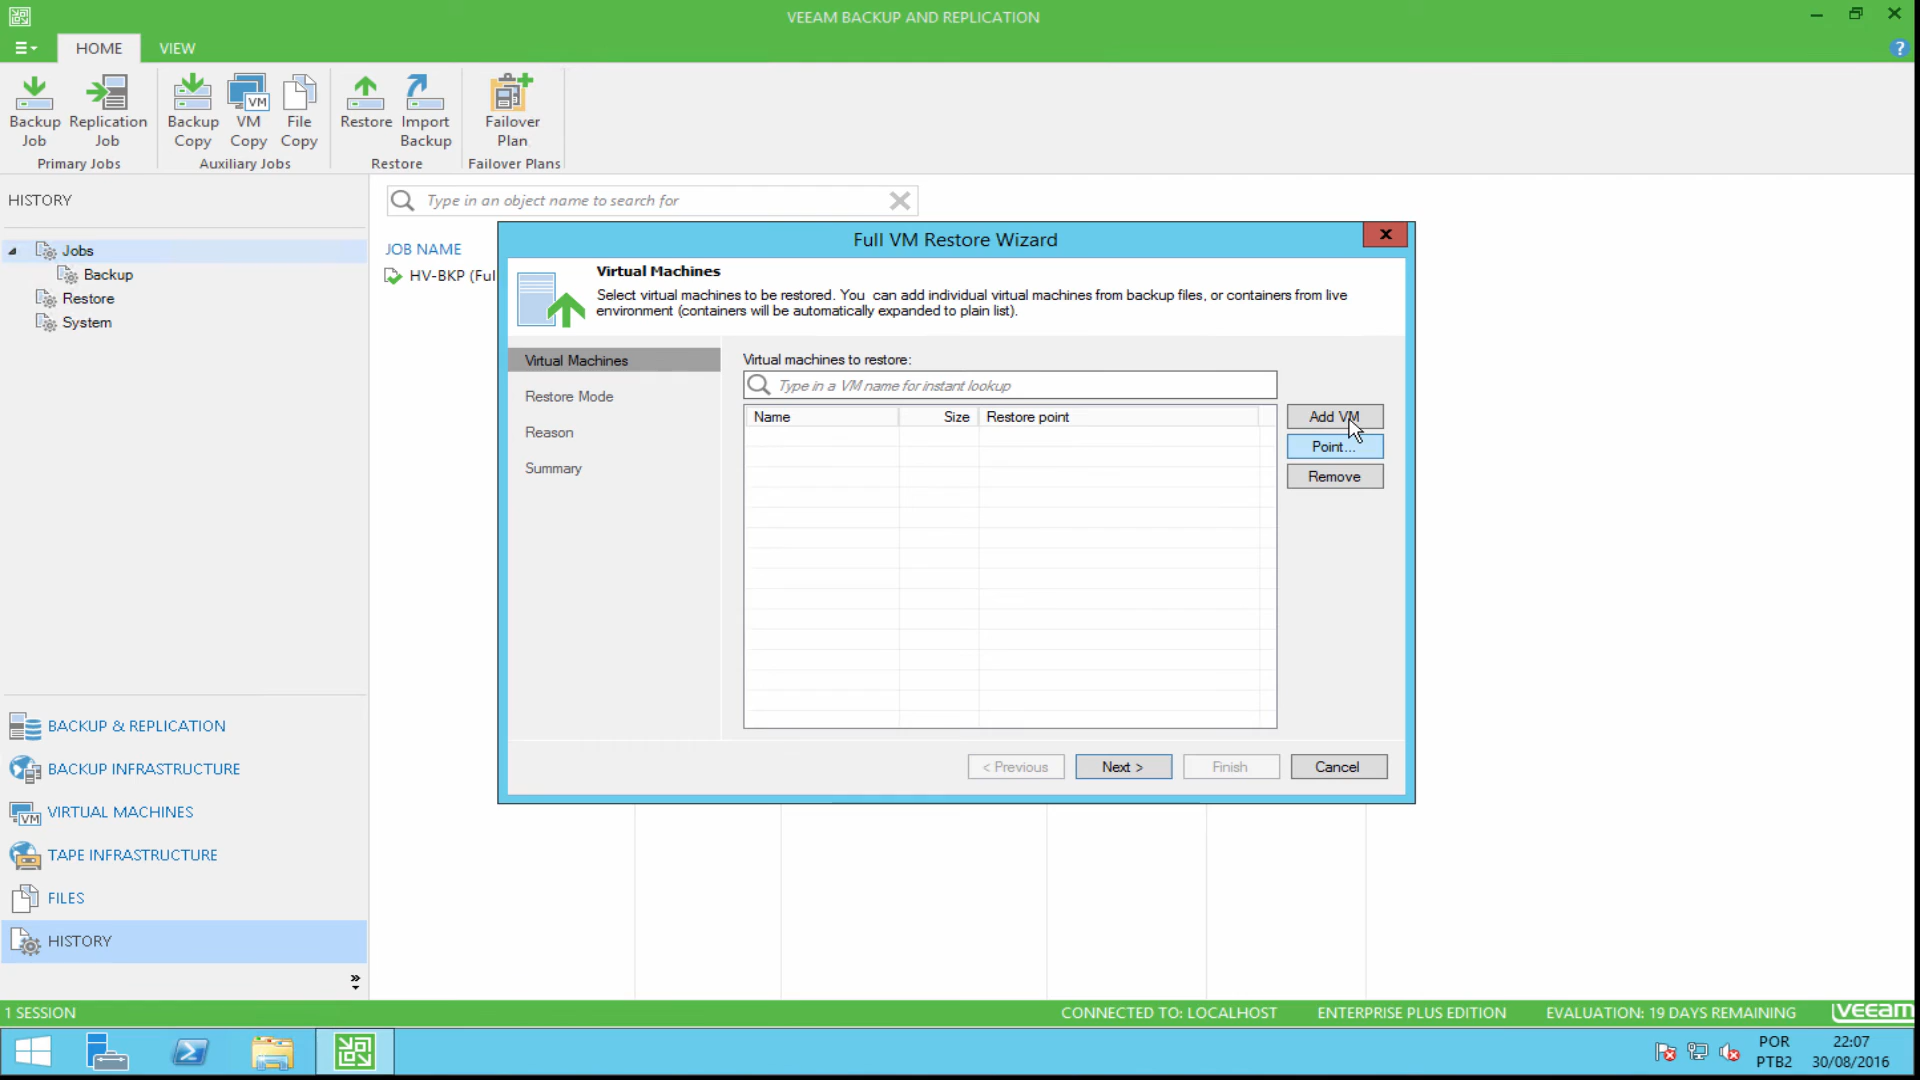 VEEAM BACKUP AND REPLICATION
HOME
VIEW
Backup Job
Replication Job
Primary Jobs
Backup Copy
VM Copy
File Copy
Auxiliary Jobs
Restore
Import Backup
Restore
Failover Plan
Failover Plans
HISTORY
Jobs
Backup
Restore
System
Type in an object name to search for
JOB NAME
HV-BKP (Ful
Full VM Restore Wizard
Virtual Machines
Select virtual machines to be restored. You can add individual virtual machines from backup files, or containers from live
environment (containers will be automatically expanded to plain list).
Virtual Machines
Restore Mode
Reason
Summary
Virtual machines to restore:
Type in a VM name for instant lookup
Name
Size
Restore point
Add VM
Point...
Remove
< Previous
Next >
Finish
Cancel
BACKUP & REPLICATION
BACKUP INFRASTRUCTURE
VIRTUAL MACHINES
TAPE INFRASTRUCTURE
FILES
HISTORY
1 SESSION
CONNECTED TO: LOCALHOST
ENTERPRISE PLUS EDITION
EVALUATION: 19 DAYS REMAINING
veeam
POR
PTB2
22:07
30/08/2016